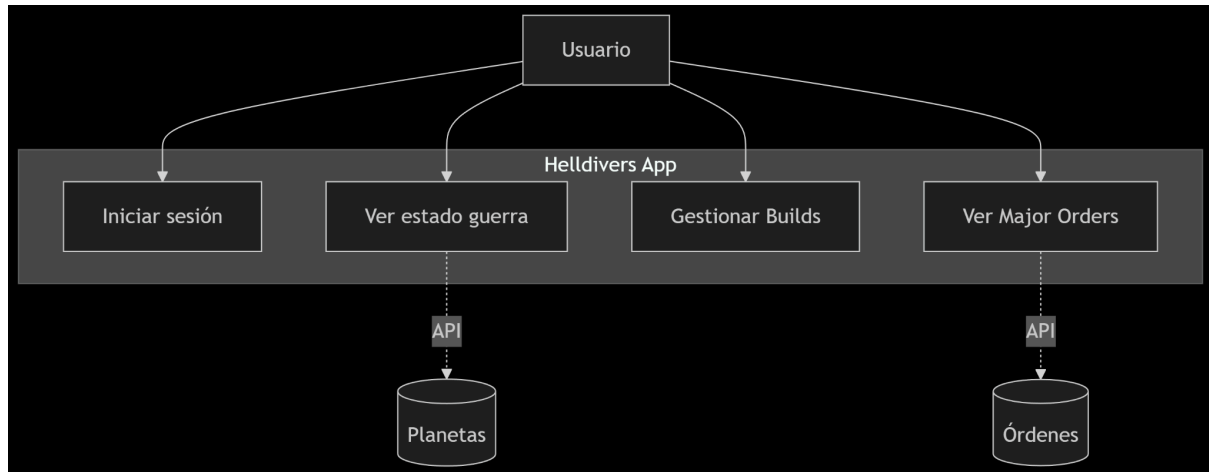 Usuario
Helldivers App
Iniciar sesión
Ver estado guerra
Gestionar Builds
Ver Major Orders
API
API
Planetas
Órdenes